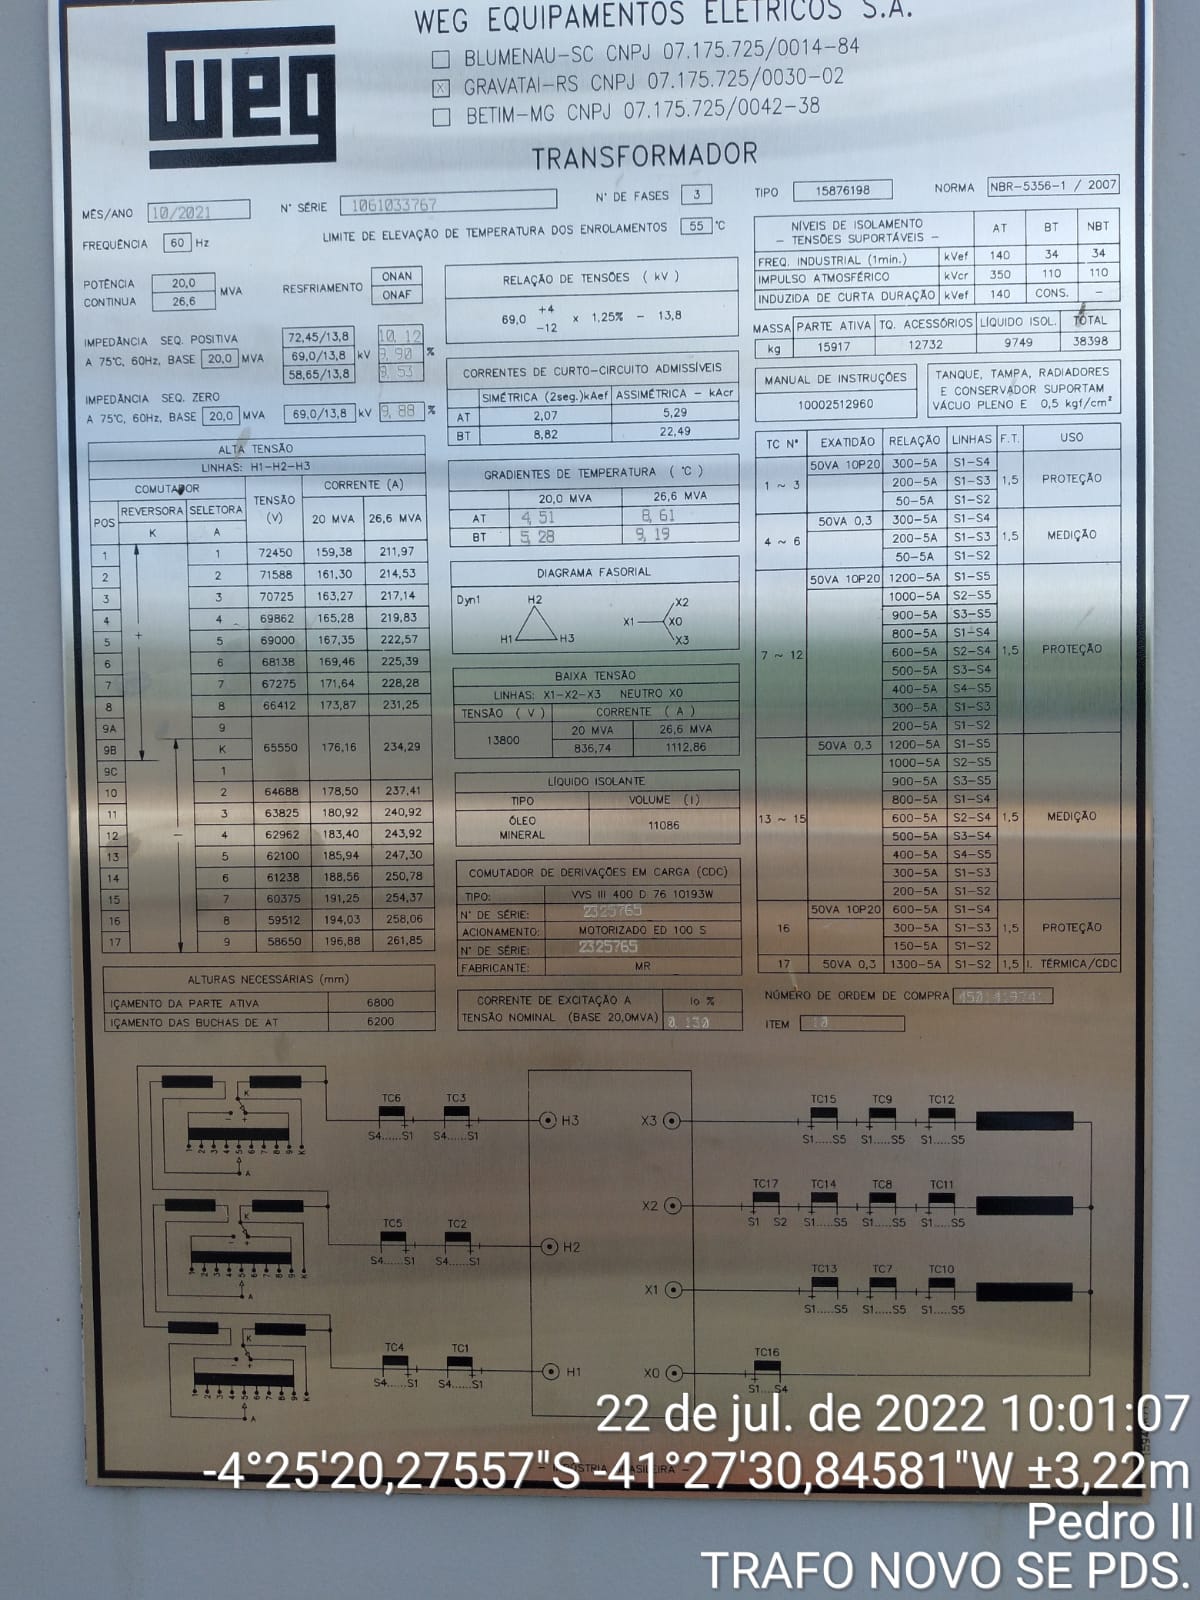 WEG EQUIPAMENTOS ELÉTRICOS S.A.
BLUMENAU-SC CNPJ 07.175.725/0014-84
X GRAVATAI-RS CNPJ 07.175.725/0030-02
BETIM-MG CNPJ 07.175.725/0042-38
weg
TRANSFORMADOR
MÊS/ANO 10/2021 N° SÉRIE 1061033767 N° DE FASES 3 TIPO 15876198 NORMA NBR-5356-1 / 2007
FREQUÊNCIA 60 Hz LIMITE DE ELEVAÇÃO DE TEMPERATURA DOS ENROLAMENTOS 55 °C
POTÊNCIA CONTINUA 20,0 26,6 MVA RESFRIAMENTO ONAN ONAF
IMPEDÂNCIA SEQ. POSITIVA
A 75°C, 60Hz, BASE 20,0 MVA
72,45/13,8 10,12
69,0/13,8 kV 9,90 %
58,65/13,8 9,53
IMPEDÂNCIA SEQ. ZERO
A 75°C, 60Hz, BASE 20,0 MVA 69,0/13,8 kV 9,88 %
ALTA TENSÃO
LINHAS: H1-H2-H3
COMUTADOR TENSÃO (V) CORRENTE (A)
POS REVERSORA K SELETORA A 20 MVA 26,6 MVA
1 1 72450 159,38 211,97
2 2 71588 161,30 214,53
3 3 70725 163,27 217,14
4 4 69862 165,28 219,83
5 + 5 69000 167,35 222,57
6 6 68138 169,46 225,39
7 7 67275 171,64 228,28
8 8 66412 173,87 231,25
9A 9
9B K 65550 176,16 234,29
9C 1
10 2 64688 178,50 237,41
11 3 63825 180,92 240,92
12 - 4 62962 183,40 243,92
13 5 62100 185,94 247,30
14 6 61238 188,56 250,78
15 7 60375 191,25 254,37
16 8 59512 194,03 258,06
17 9 58650 196,88 261,85
ALTURAS NECESSÁRIAS (mm)
IÇAMENTO DA PARTE ATIVA 6800
IÇAMENTO DAS BUCHAS DE AT 6200
RELAÇÃO DE TENSÕES ( kV )
69,0 +4 -12 x 1,25% - 13,8
CORRENTES DE CURTO-CIRCUITO ADMISSÍVEIS
SIMÉTRICA (2seg.)kAef ASSIMÉTRICA - kAcr
AT 2,07 5,29
BT 8,82 22,49
GRADIENTES DE TEMPERATURA ( °C )
20,0 MVA 26,6 MVA
AT 4,51 8,61
BT 5,28 9,19
DIAGRAMA FASORIAL
Dyn1 H2 X2
X1 X0
H1 H3 X3
BAIXA TENSÃO
LINHAS: X1-X2-X3 NEUTRO X0
TENSÃO ( V ) CORRENTE ( A )
13800 20 MVA 26,6 MVA
836,74 1112,86
LÍQUIDO ISOLANTE
TIPO VOLUME (l)
ÓLEO MINERAL 11086
COMUTADOR DE DERIVAÇÕES EM CARGA (CDC)
TIPO: VVS III 400 D 76 10193W
N° DE SÉRIE: 2325765
ACIONAMENTO: MOTORIZADO ED 100 S
N° DE SÉRIE: 2325765
FABRICANTE: MR
CORRENTE DE EXCITAÇÃO A Io %
TENSÃO NOMINAL (BASE 20,0MVA) 0,130
NÍVEIS DE ISOLAMENTO - TENSÕES SUPORTÁVEIS - AT BT NBT
FREQ. INDUSTRIAL (1min.) kVef 140 34 34
IMPULSO ATMOSFÉRICO kVcr 350 110 110
INDUZIDA DE CURTA DURAÇÃO kVef 140 CONS. -
MASSA PARTE ATIVA TQ. ACESSÓRIOS LÍQUIDO ISOL. TOTAL
kg 15917 12732 9749 38398
MANUAL DE INSTRUÇÕES
10002512960
TANQUE, TAMPA, RADIADORES
E CONSERVADOR SUPORTAM
VÁCUO PLENO E 0,5 kgf/cm²
TC N° EXATIDÃO RELAÇÃO LINHAS F.T. USO
1 ~ 3 50VA 10P20 300-5A S1-S4 1,5 PROTEÇÃO
200-5A S1-S3
50-5A S1-S2
4 ~ 6 50VA 0,3 300-5A S1-S4 1,5 MEDIÇÃO
200-5A S1-S3
50-5A S1-S2
7 ~ 12 50VA 10P20 1200-5A S1-S5 1,5 PROTEÇÃO
1000-5A S2-S5
900-5A S3-S5
800-5A S1-S4
600-5A S2-S4
500-5A S3-S4
400-5A S4-S5
300-5A S1-S3
200-5A S1-S2
13 ~ 15 50VA 0,3 1200-5A S1-S5 1,5 MEDIÇÃO
1000-5A S2-S5
900-5A S3-S5
800-5A S1-S4
600-5A S2-S4
500-5A S3-S4
400-5A S4-S5
300-5A S1-S3
200-5A S1-S2
16 50VA 10P20 600-5A S1-S4 1,5 PROTEÇÃO
300-5A S1-S3
150-5A S1-S2
17 50VA 0,3 1300-5A S1-S2 1,5 I. TÉRMICA/CDC
NÚMERO DE ORDEM DE COMPRA
ITEM 10
K - + 1 2 3 4 5 6 7 8 9 K A
TC6 TC3 H3 X3 TC15 TC9 TC12
S4......S1 S4......S1 S1.....S5 S1.....S5 S1.....S5
K - + 1 2 3 4 5 6 7 8 9 K A
TC5 TC2 H2 X2 TC17 TC14 TC8 TC11
S4......S1 S4......S1 S1 S2 S1.....S5 S1.....S5 S1.....S5
X1 TC13 TC7 TC10
S1.....S5 S1.....S5 S1.....S5
K - + 1 2 3 4 5 6 7 8 9 K A
TC4 TC1 H1 X0 TC16
S4......S1 S4......S1 S1....S4
22 de jul. de 2022 10:01:07
-4°25'20,27557"S -41°27'30,84581"W ±3,22m
Pedro II
TRAFO NOVO SE PDS.